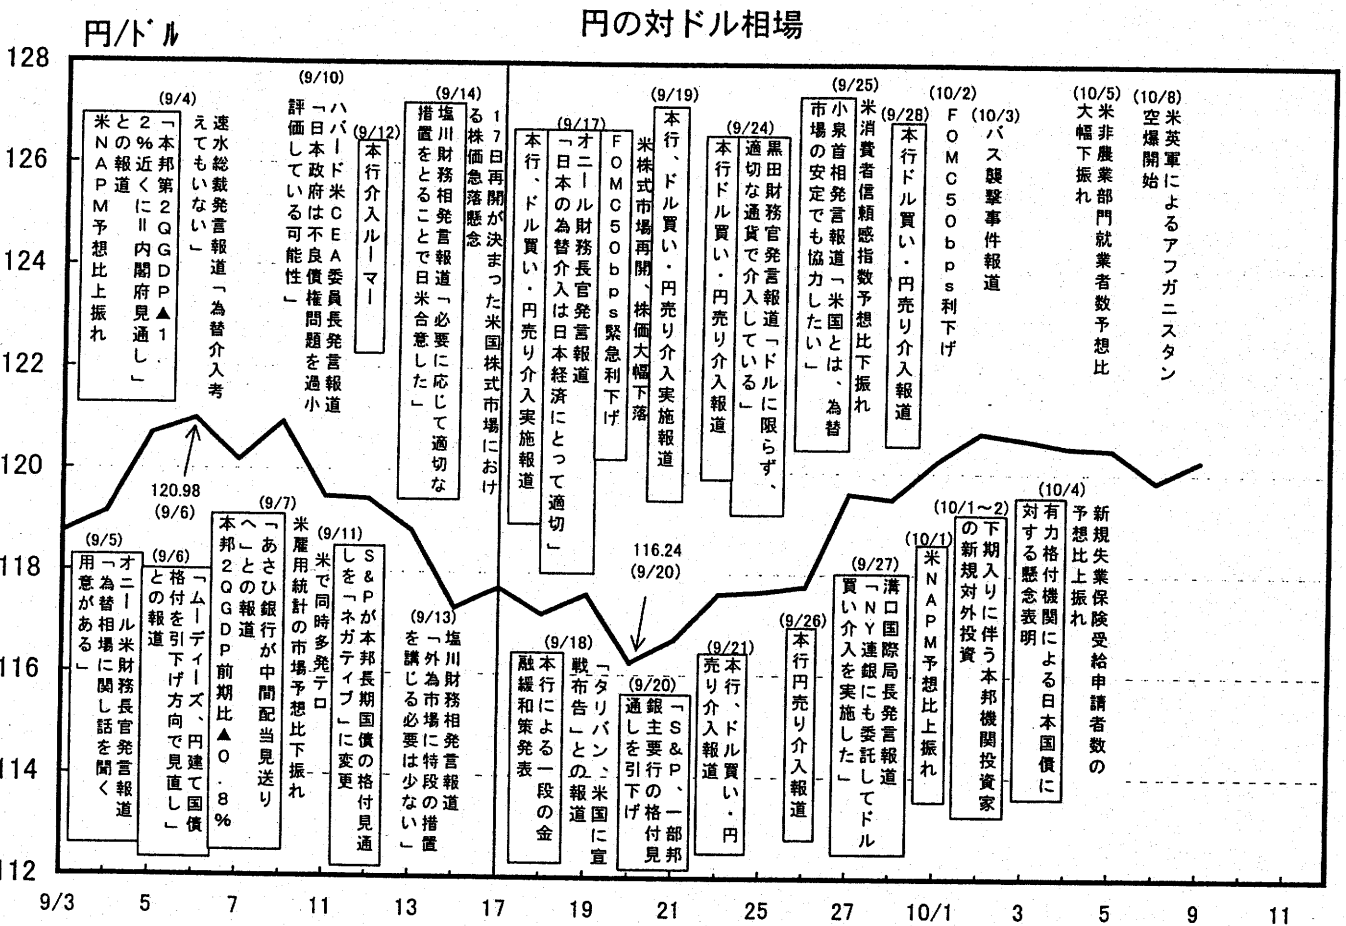 円の対ドル相場
円/ドル
128
126
124
122
120
118
116
114
112
9/3
5
7
11
13
17
19
21
25
27
10/1
3
5
9
11
(9/4)
「本邦第2QGDP▲1.
2%近くに=内閣府見通し」
との報道
米NAPM予想比上振れ
速水総裁発言報道「為替介入考
えてもいない」
(9/10)
ハバード米CEA委員長発言報道
「日本政府は不良債権問題を過小
評価している可能性」
(9/12)
本行介入ルーマー
(9/14)
塩川財務相発言報道「必要に応じて適切な
措置をとることで日米合意した」
17日再開が決まった米国株式市場におけ
る株価急落懸念
(9/17)
本行、ドル買い・円売り介入実施報道
オニール財務長官発言報道
「日本の為替介入は日本経済にとって適切」
FOMC50bps緊急利下げ
米株式市場再開、株価大幅下落
(9/19)
本行、ドル買い・円売り介入実施報道
(9/24)
本行ドル買い・円売り介入報道
黒田財務官発言報道「ドルに限らず、
適切な通貨で介入している」
(9/25)
小泉首相発言報道「米国とは、為替
市場の安定でも協力したい」
米消費者信頼感指数予想比下振れ
(9/28)
本行ドル買い・円売り介入報道
(10/2)
FOMC50bps利下げ
(10/3)
バス襲撃事件報道
(10/5)
米非農業部門就業者数予想比
大幅下振れ
(10/8)
米英軍によるアフガニスタン
空爆開始
120.98
(9/6)
116.24
(9/20)
(9/5)
オニール米財務長官発言報道
「為替相場に関し話を聞く
用意がある」
(9/6)
「ムーディーズ、円建て国債
格付を引下げ方向で見直し」
との報道
(9/7)
「あさひ銀行が中間配当見送り
へ」との報道
本邦2QGDP前期比▲0.8%
米雇用統計の市場予想比下振れ
(9/11)
米で同時多発テロ
S&Pが本邦長期国債の格付見通
しを「ネガティブ」に変更
(9/13)
塩川財務相発言報道
「外為市場に特段の措置
を講じる必要は少ない」
(9/18)
本行による一段の金
融緩和策発表
「タリバン、米国に宣
戦布告」との報道
(9/20)
「S&P、一部邦
銀主要行の格付見
通しを引下げ
(9/21)
本行、ドル買い・円
売り介入報道
(9/26)
本行円売り介入報道
(9/27)
溝口国際局長発言報道
「NY連銀にも委託してドル
買い介入を実施した」
(10/1)
米NAPM予想比上振れ
(10/1~2)
下期入りに伴う本邦機関投資家
の新規対外投資
(10/4)
有力格付機関による日本国債に
対する懸念表明
新規失業保険受給申請者数の
予想比上振れ